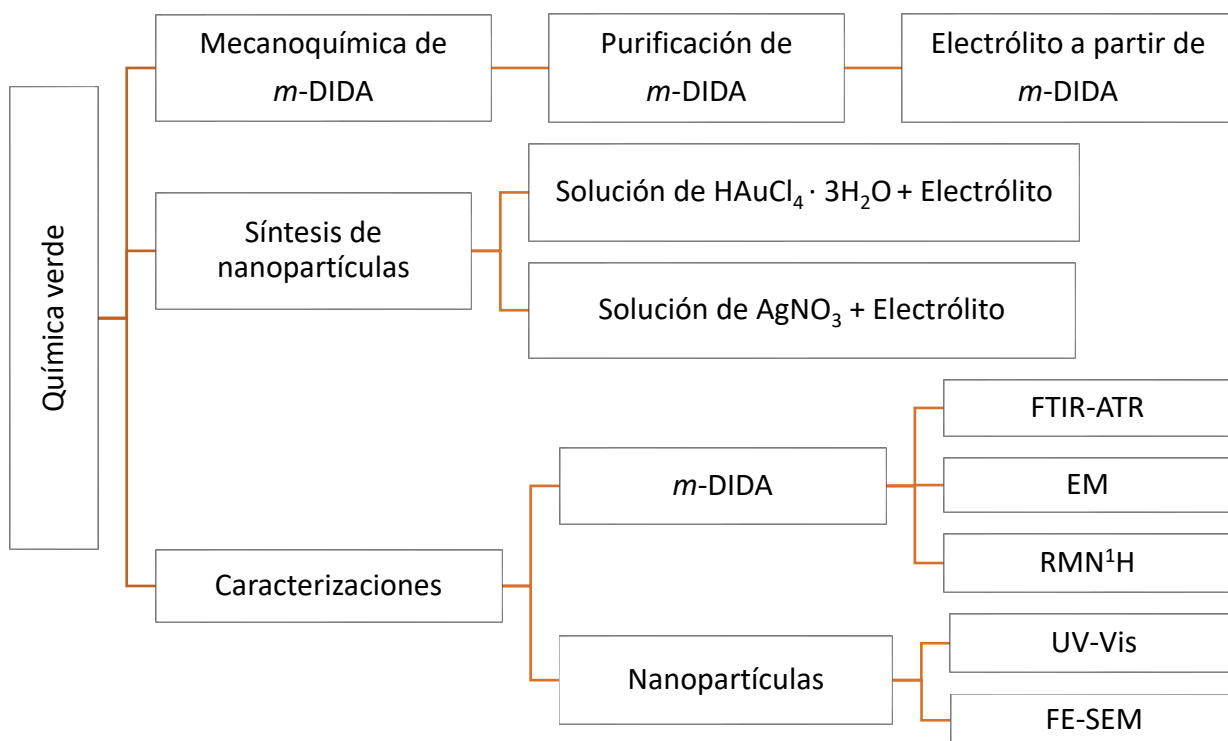 Química verde
Mecanoquímica de
m-DIDA
Purificación de
m-DIDA
Electrólito a partir de
m-DIDA
Síntesis de
nanopartículas
Solución de HAuCl₄ · 3H₂O + Electrólito
Solución de AgNO₃ + Electrólito
Caracterizaciones
m-DIDA
FTIR-ATR
EM
RMN¹H
Nanopartículas
UV-Vis
FE-SEM